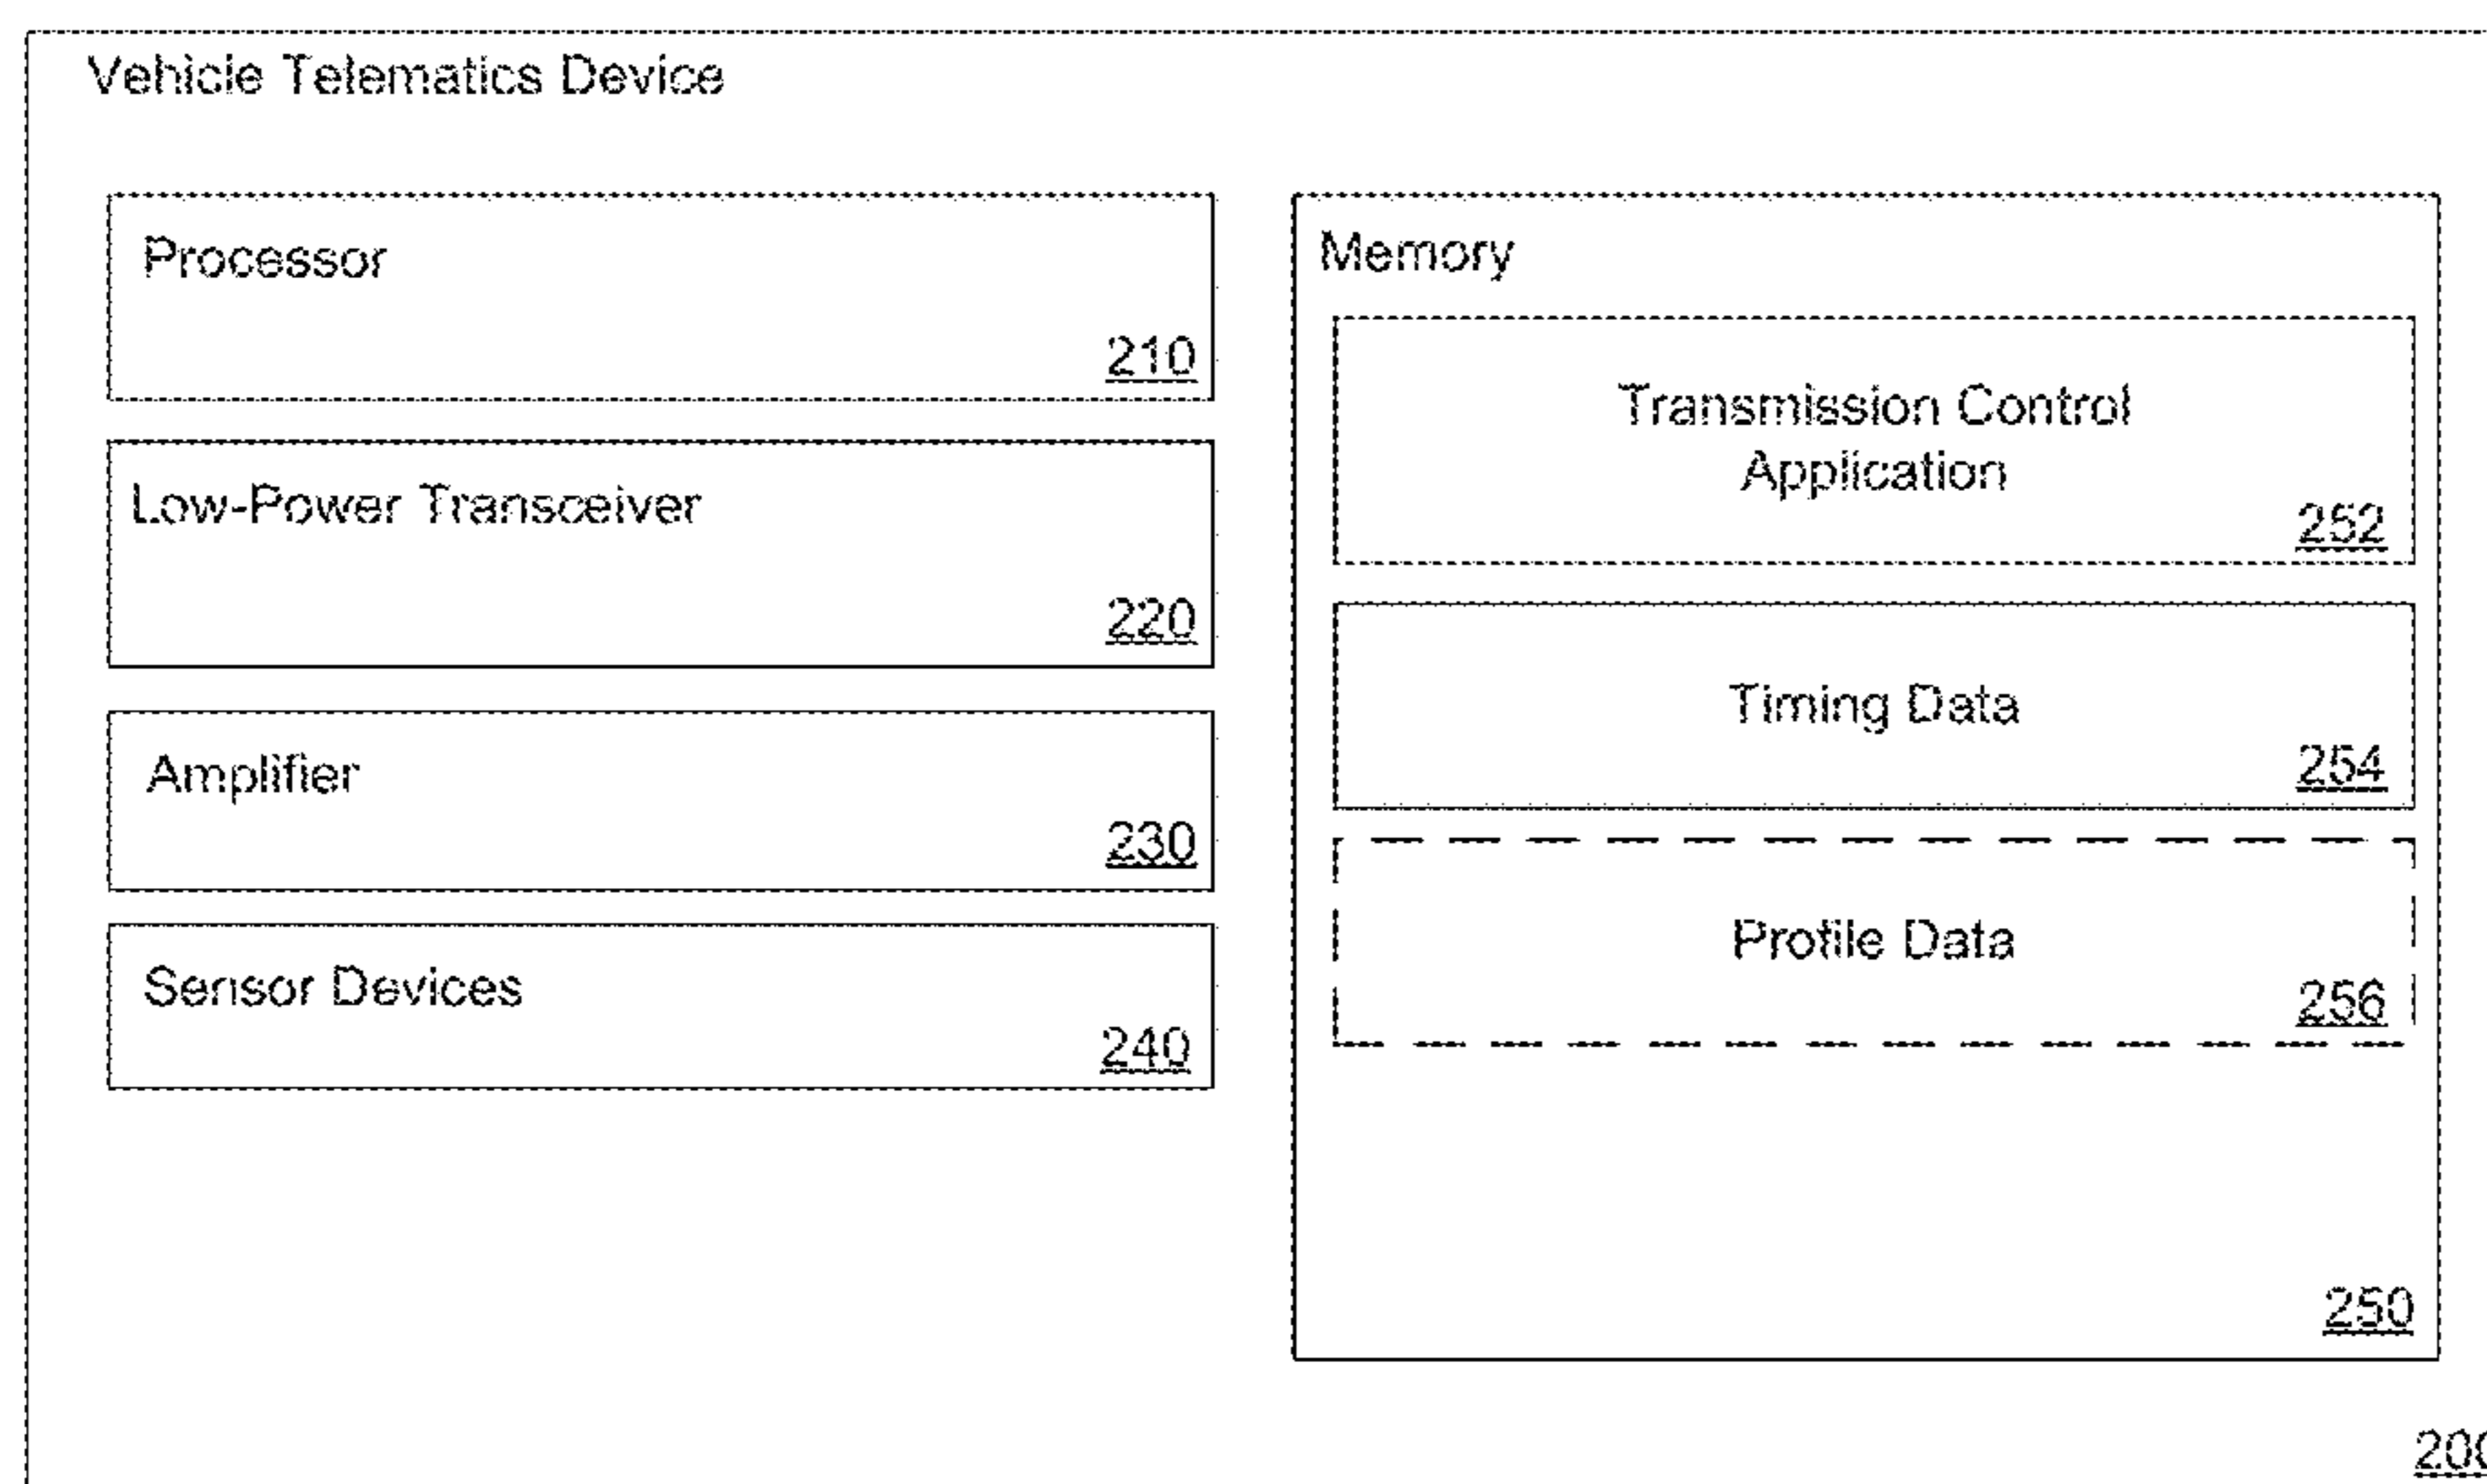 Vehicle Telematics Device
Processor
210
Low-Power Transceiver
220
Amplifier
230
Sensor Devices
240
Memory
Transmission Control
Application
252
Timing Data
254
Profile Data
256
250
200